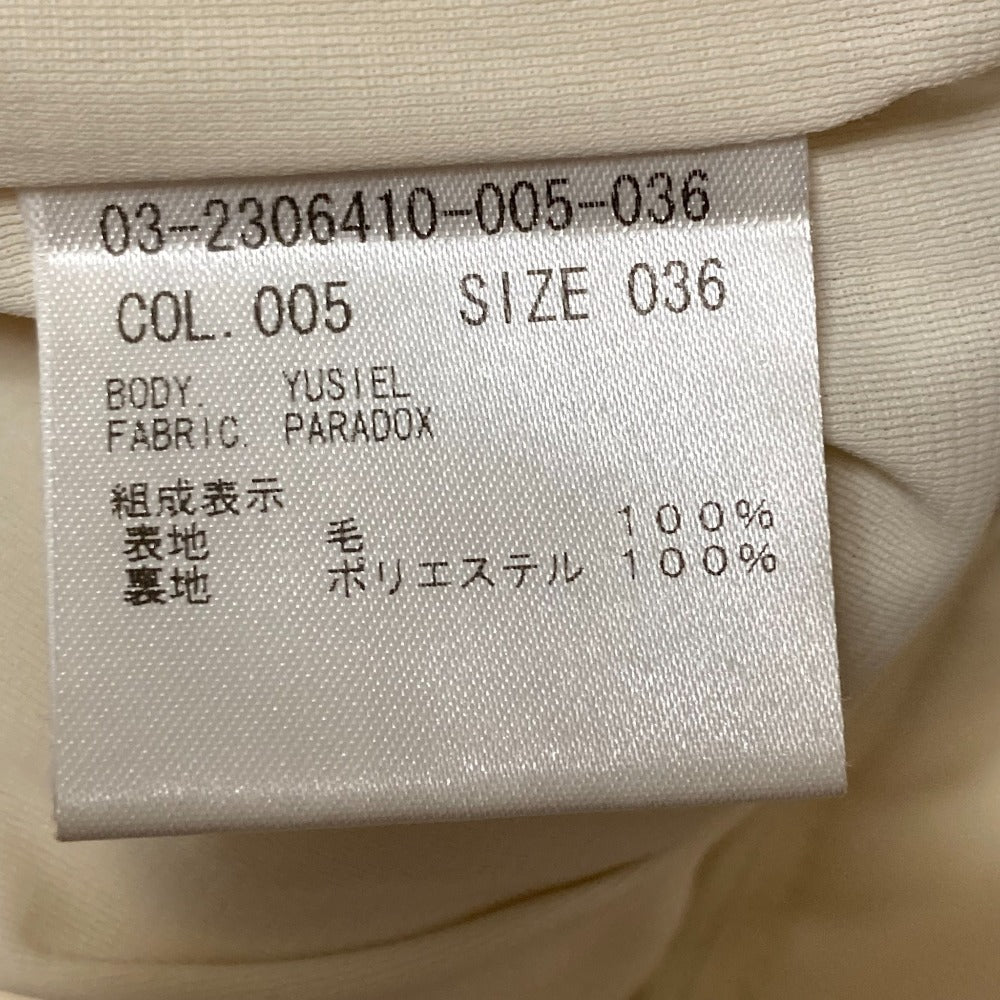 03-2306410-005-036
COL. 005 SIZE 036
BODY. YUSIEL
FABRIC. PARADOX
組成表示
表地 毛 100%
裏地 ポリエステル 100%